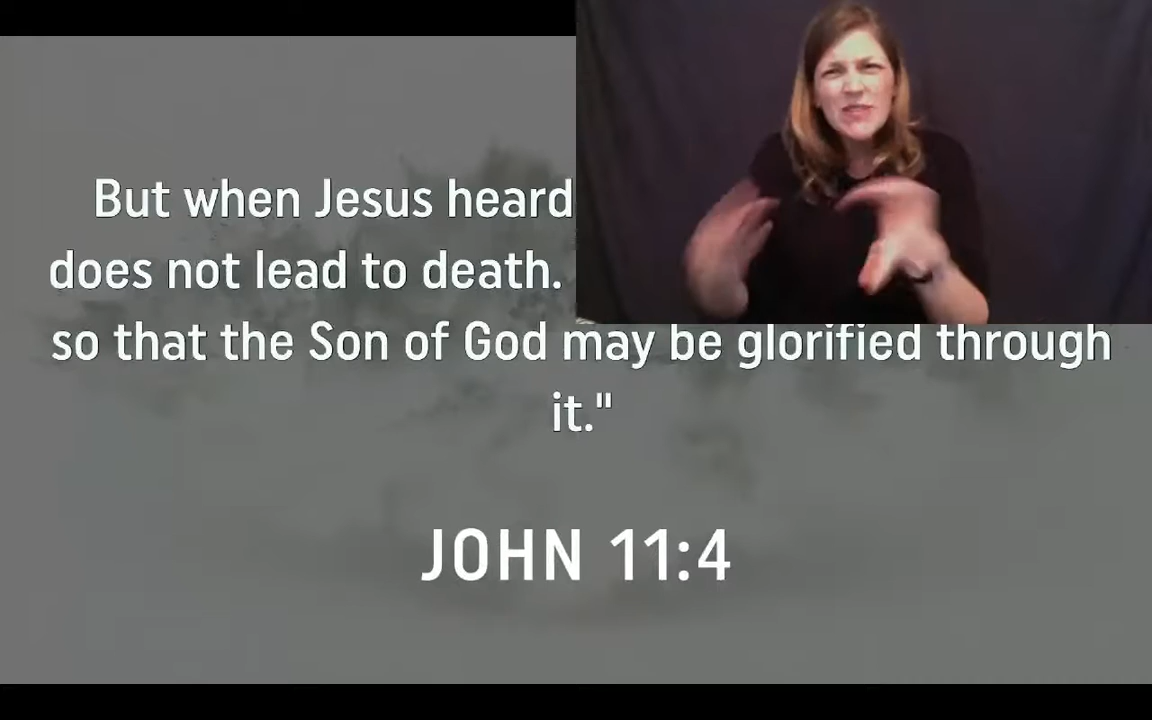 But when Jesus heard
does not lead to death.
so that the Son of God may be glorified through
it."
JOHN 11:4